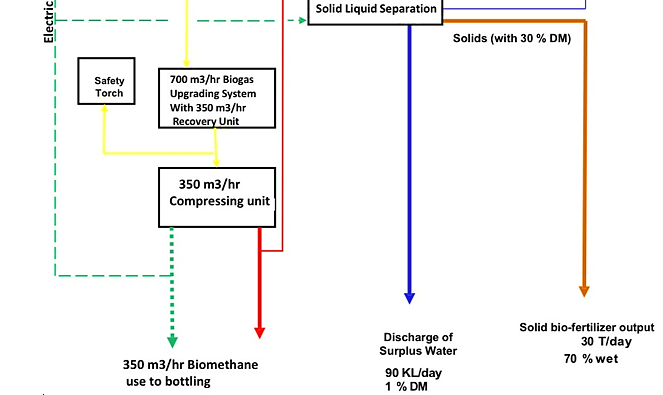 Electric
Solid Liquid Separation
Solids (with 30 % DM)
Safety
Torch
700 m3/hr Biogas
Upgrading System
With 350 m3/hr
Recovery Unit
350 m3/hr
Compressing unit
350 m3/hr Biomethane
use to bottling
Discharge of
Surplus Water
90 KL/day
1 % DM
Solid bio-fertilizer output
30 T/day
70 % wet